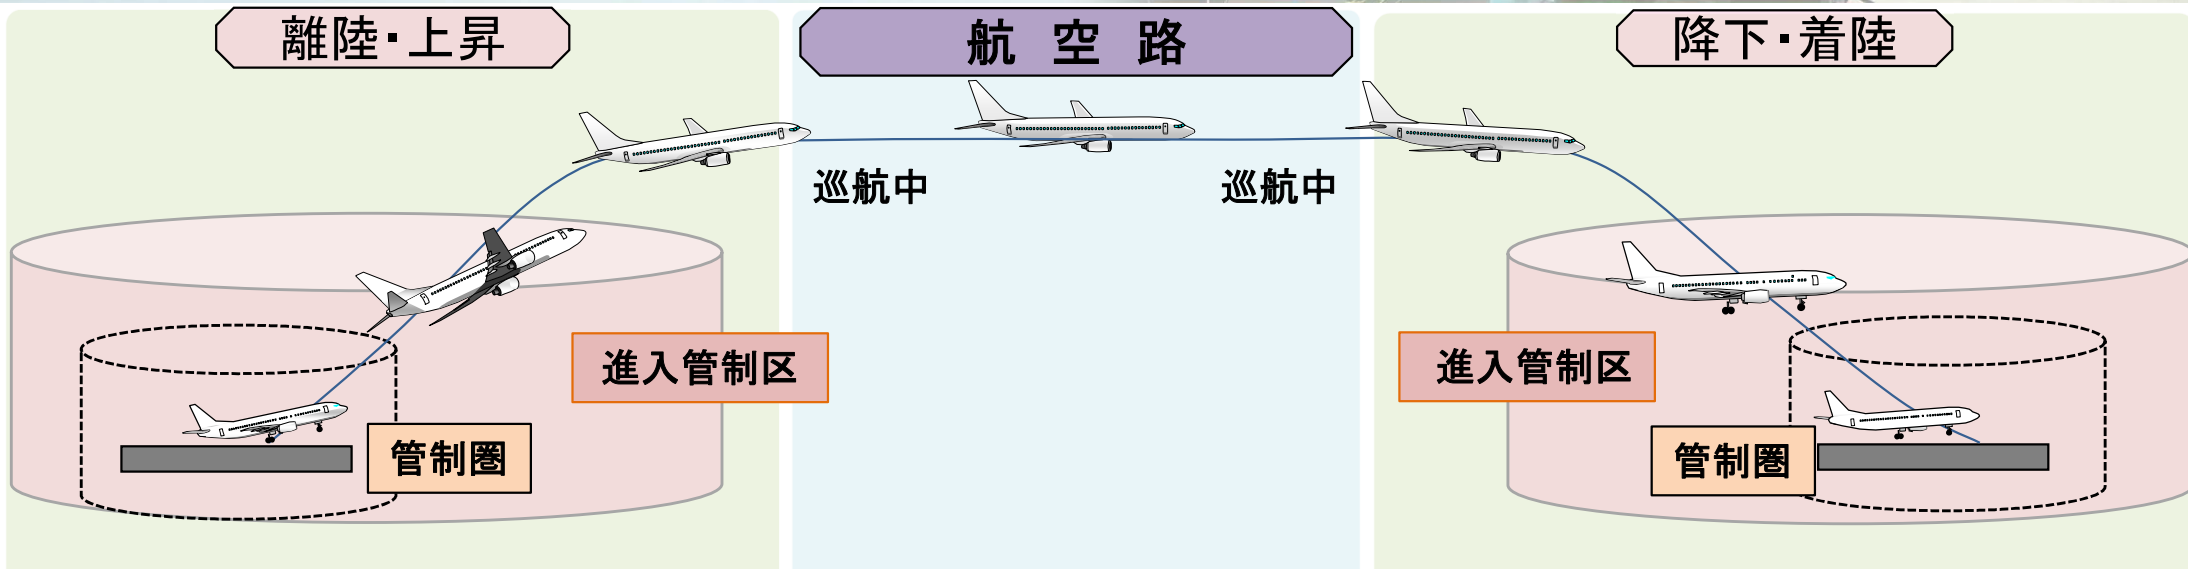 離陸・上昇
航 空 路
降下・着陸
巡航中
巡航中
進入管制区
進入管制区
管制圏
管制圏